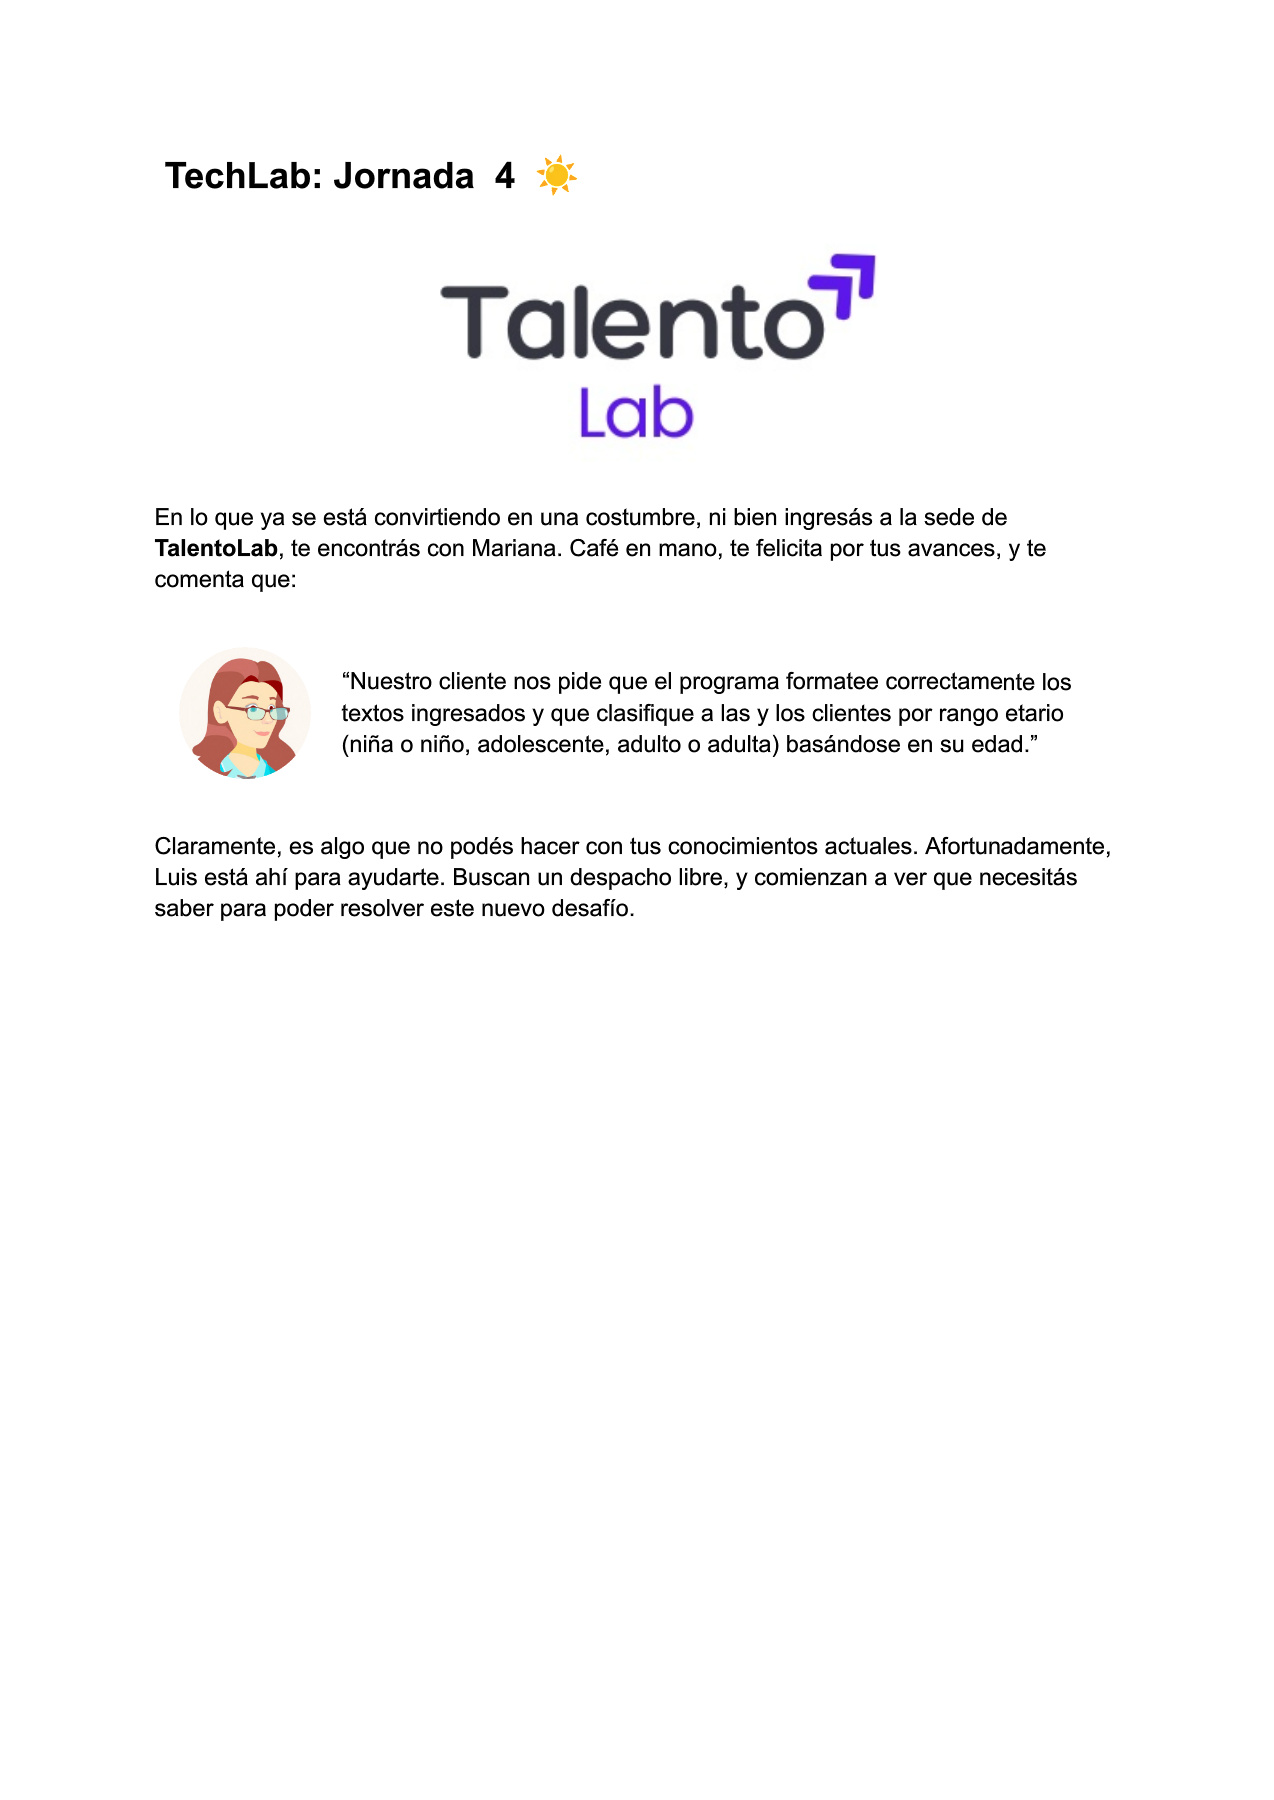 TechLab: Jornada 4 ☀️
Talento
Lab
En lo que ya se está convirtiendo en una costumbre, ni bien ingresás a la sede de
TalentoLab, te encontrás con Mariana. Café en mano, te felicita por tus avances, y te
comenta que:
“Nuestro cliente nos pide que el programa formatee correctamente los
textos ingresados y que clasifique a las y los clientes por rango etario
(niña o niño, adolescente, adulto o adulta) basándose en su edad.”
Claramente, es algo que no podés hacer con tus conocimientos actuales. Afortunadamente,
Luis está ahí para ayudarte. Buscan un despacho libre, y comienzan a ver que necesitás
saber para poder resolver este nuevo desafío.